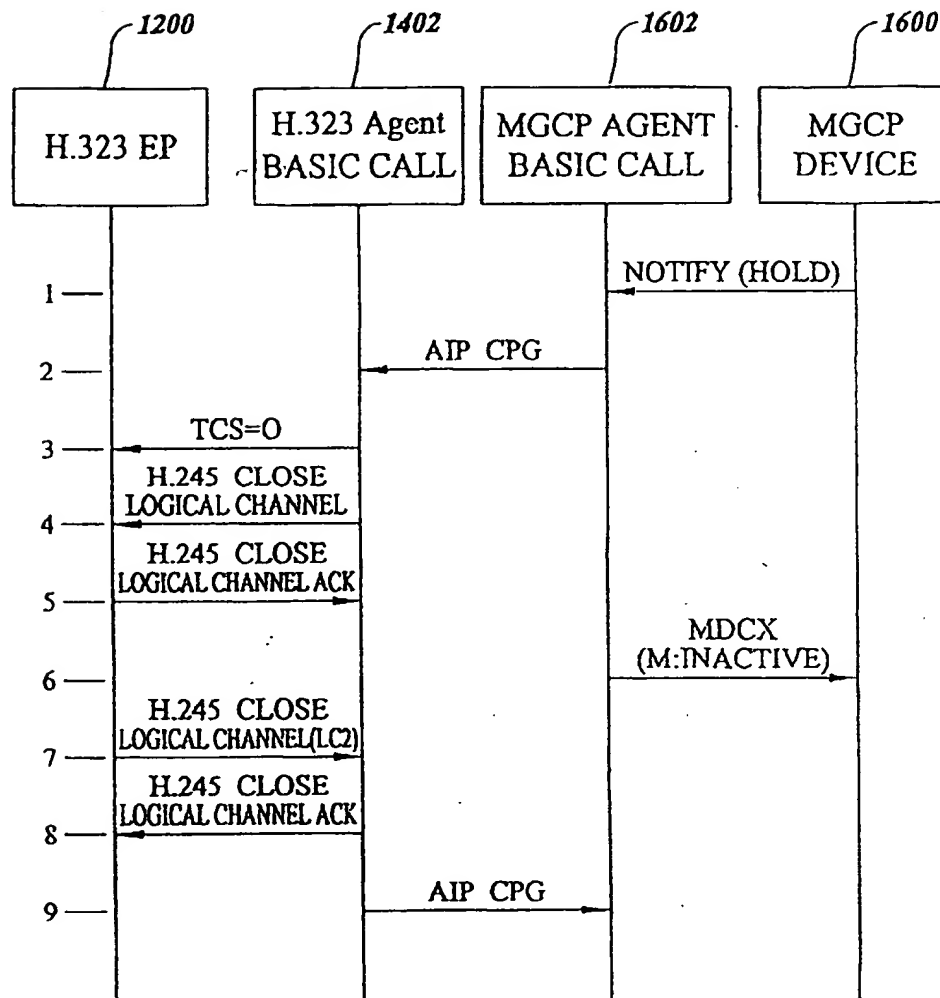 1200
1402
1602
1600
H.323 EP
H.323 Agent
BASIC CALL
MGCP AGENT
BASIC CALL
MGCP
DEVICE
1
NOTIFY (HOLD)
2
AIP CPG
3
TCS=O
4
H.245 CLOSE
LOGICAL CHANNEL
5
H.245 CLOSE
LOGICAL CHANNEL ACK
6
MDCX
(M:INACTIVE)
7
H.245 CLOSE
LOGICAL CHANNEL(LC2)
8
H.245 CLOSE
LOGICAL CHANNEL ACK
9
AIP CPG